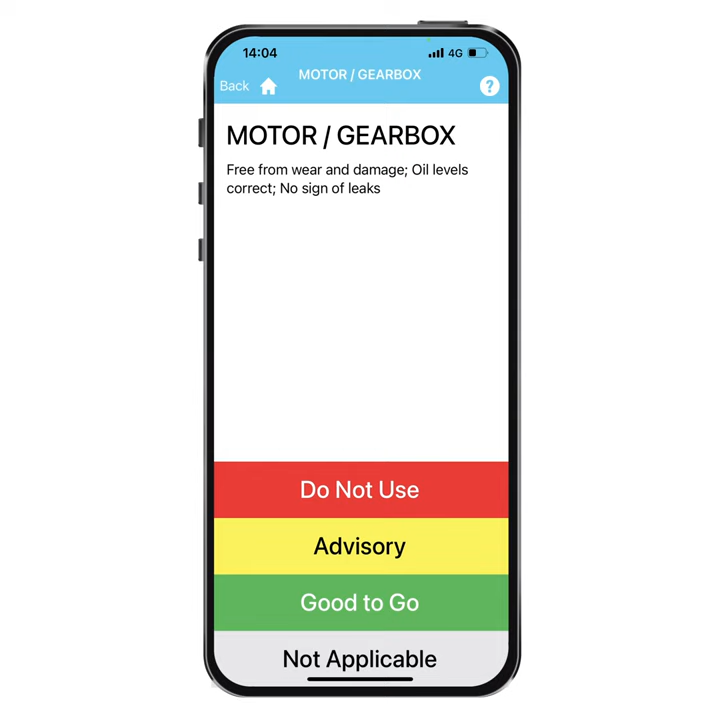 14:04
4G
MOTOR / GEARBOX
Back
?
MOTOR / GEARBOX
Free from wear and damage; Oil levels
correct; No sign of leaks
Do Not Use
Advisory
Good to Go
Not Applicable